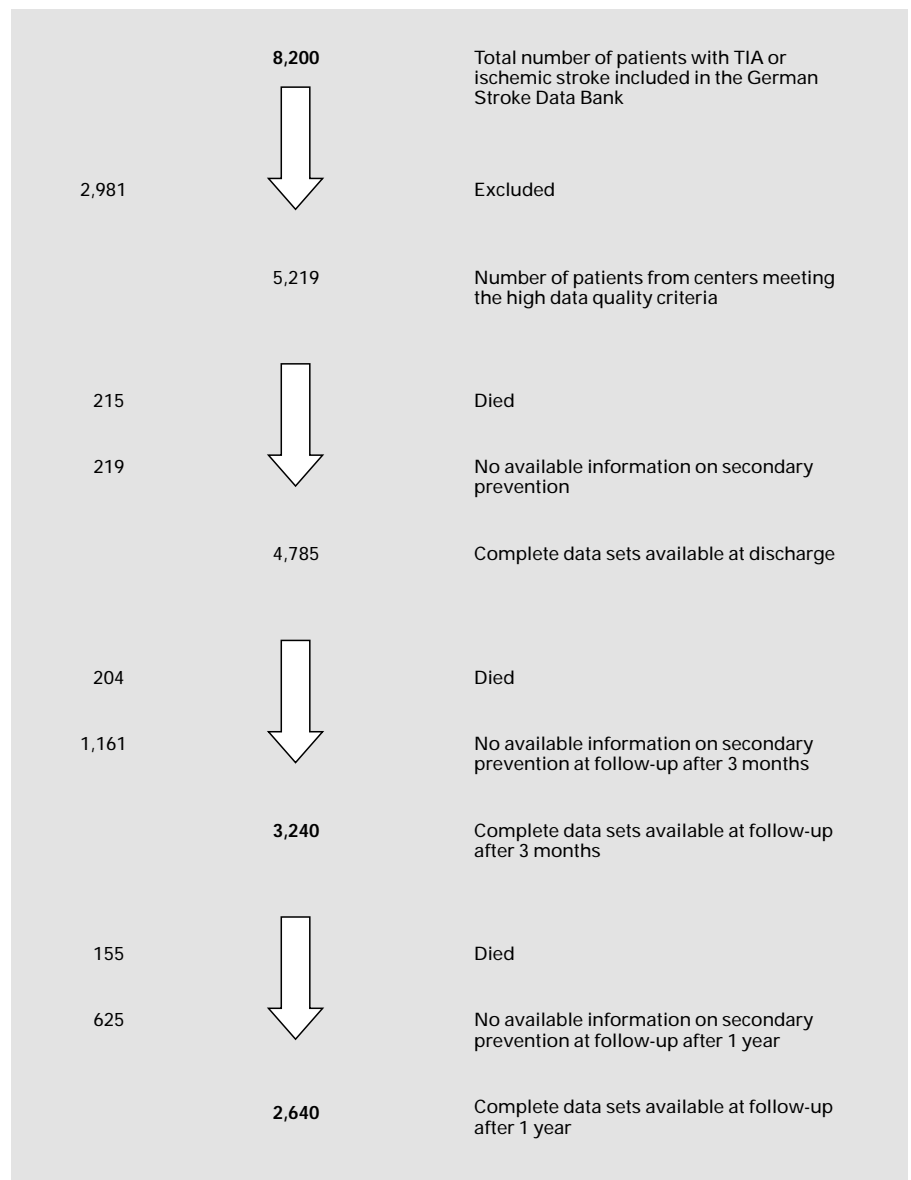 8,200 Total number of patients with TIA or
ischemic stroke included in the German
Stroke Data Bank
2,981 Excluded
5,219 Number of patients from centers meeting
the high data quality criteria
215 Died
219 No available information on secondary
prevention
4,785 Complete data sets available at discharge
204 Died
1,161 No available information on secondary
prevention at follow-up after 3 months
3,240 Complete data sets available at follow-up
after 3 months
155 Died
625 No available information on secondary
prevention at follow-up after 1 year
2,640 Complete data sets available at follow-up
after 1 year